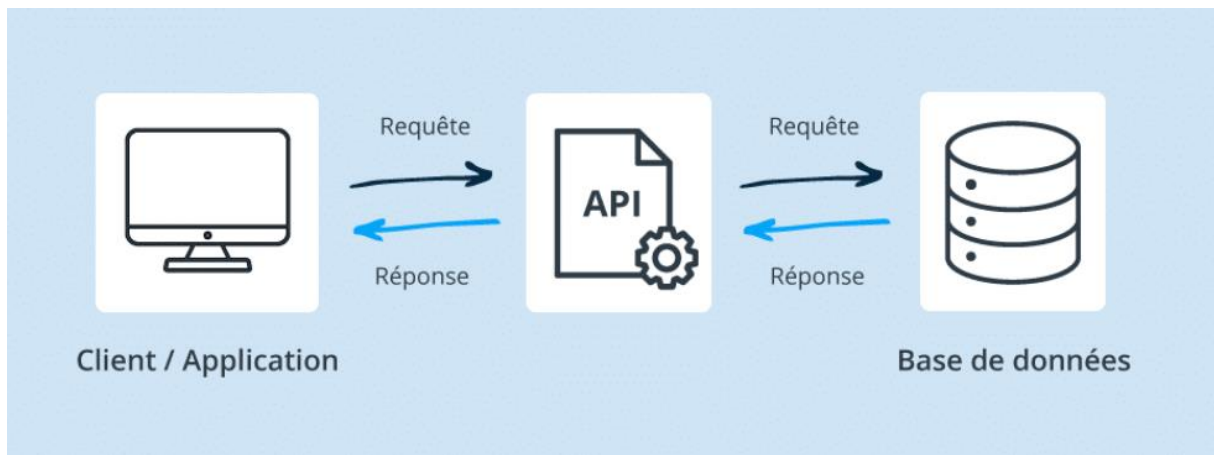 Requête
Requête
API
Réponse
Réponse
Client / Application
Base de données